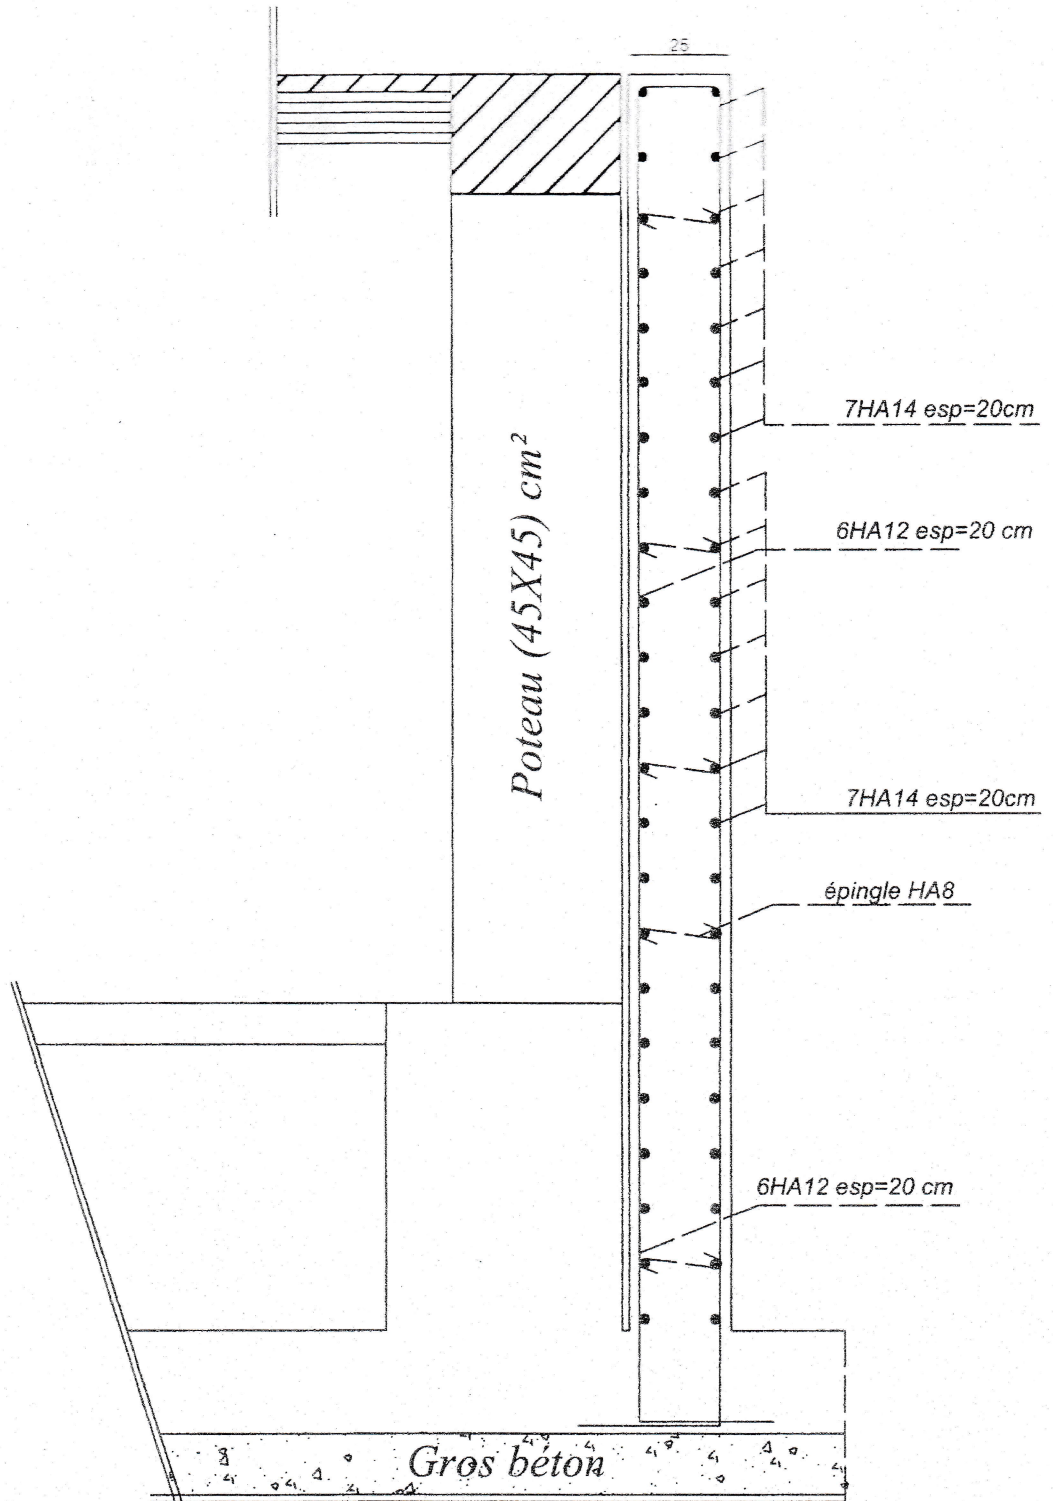 25
7HA14 esp=20cm
6HA12 esp=20 cm
Poteau (45X45) cm²
7HA14 esp=20cm
épingle HA8
6HA12 esp=20 cm
Gros béton